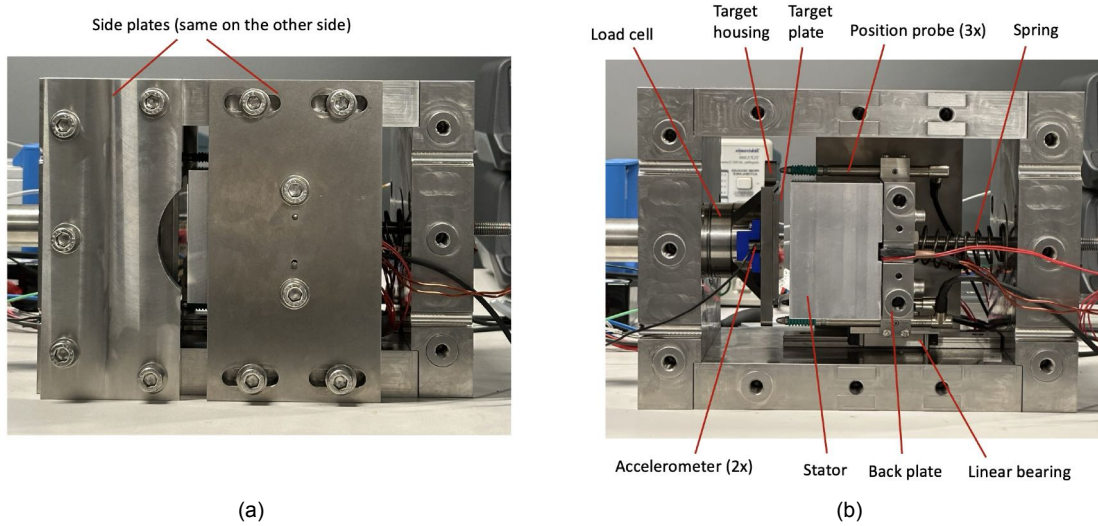 Side plates (same on the other side)
Load cell
Target
housing
Target
plate
Position probe (3x)
Spring
Accelerometer (2x)
Stator
Back plate
Linear bearing
(a)
(b)